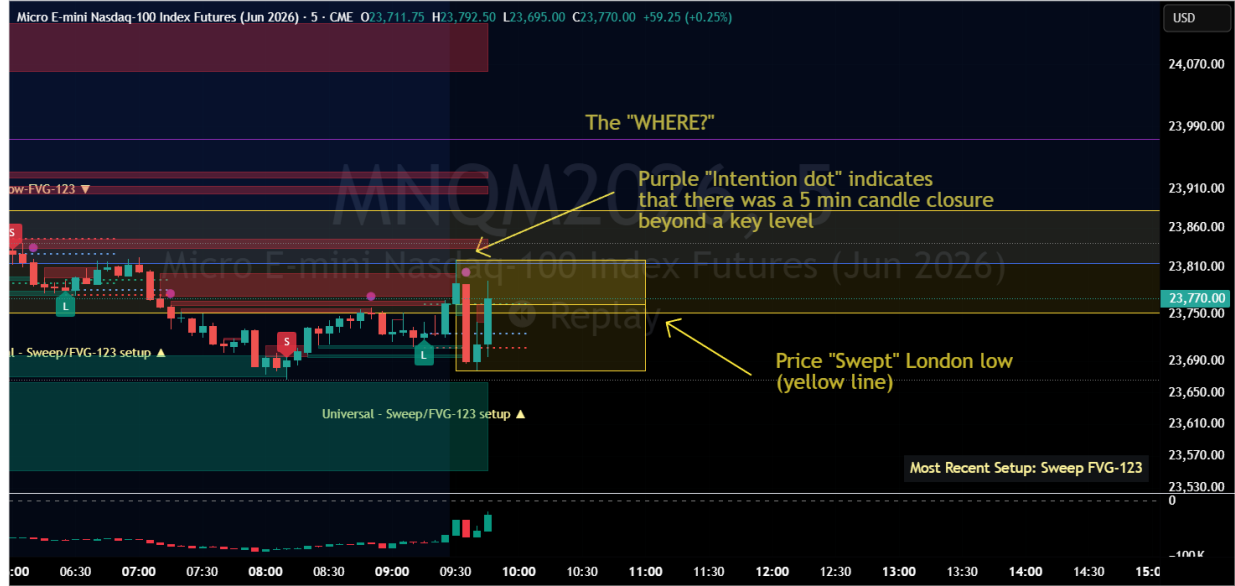 Micro E-mini Nasdaq-100 Index Futures (Jun 2026) · 5 · CME O23,711.75 H23,792.50 L23,695.00 C23,770.00 +59.25 (+0.25%)
USD
24,070.00
The "WHERE?"
23,990.00
MNQM2026, 5
Purple "Intention dot" indicates
that there was a 5 min candle closure
beyond a key level
ow-FVG-123 ▼
23,910.00
S
23,860.00
Micro E-mini Nasdaq-100 Index Futures (Jun 2026)
23,810.00
L
23,770.00
Replay
23,750.00
S
L
l - Sweep/FVG-123 setup ▲
Price "Swept" London low
(yellow line)
23,690.00
23,650.00
Universal - Sweep/FVG-123 setup ▲
23,610.00
23,570.00
Most Recent Setup: Sweep FVG-123
23,530.00
0
−100 K
:00 06:30 07:00 07:30 08:00 08:30 09:00 09:30 10:00 10:30 11:00 11:30 12:00 12:30 13:00 13:30 14:00 14:30 15:0